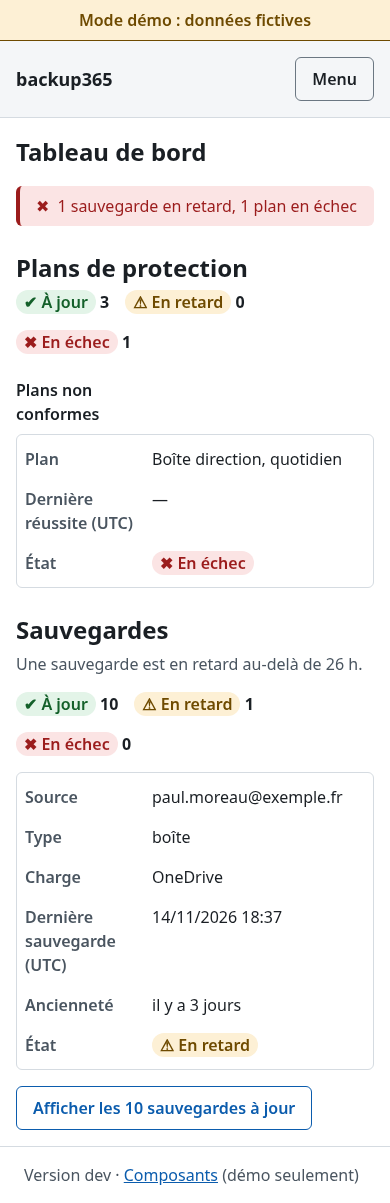 Mode démo : données fictives
backup365
Menu
Tableau de bord
✖ 1 sauvegarde en retard, 1 plan en échec
Plans de protection
✔ À jour 3 ⚠ En retard 0
✖ En échec 1
Plans non
conformes
Plan Boîte direction, quotidien
Dernière
réussite (UTC) —
État ✖ En échec
Sauvegardes
Une sauvegarde est en retard au-delà de 26 h.
✔ À jour 10 ⚠ En retard 1
✖ En échec 0
Source paul.moreau@exemple.fr
Type boîte
Charge OneDrive
Dernière 14/11/2026 18:37
sauvegarde
(UTC)
Ancienneté il y a 3 jours
État ⚠ En retard
Afficher les 10 sauvegardes à jour
Version dev · Composants (démo seulement)